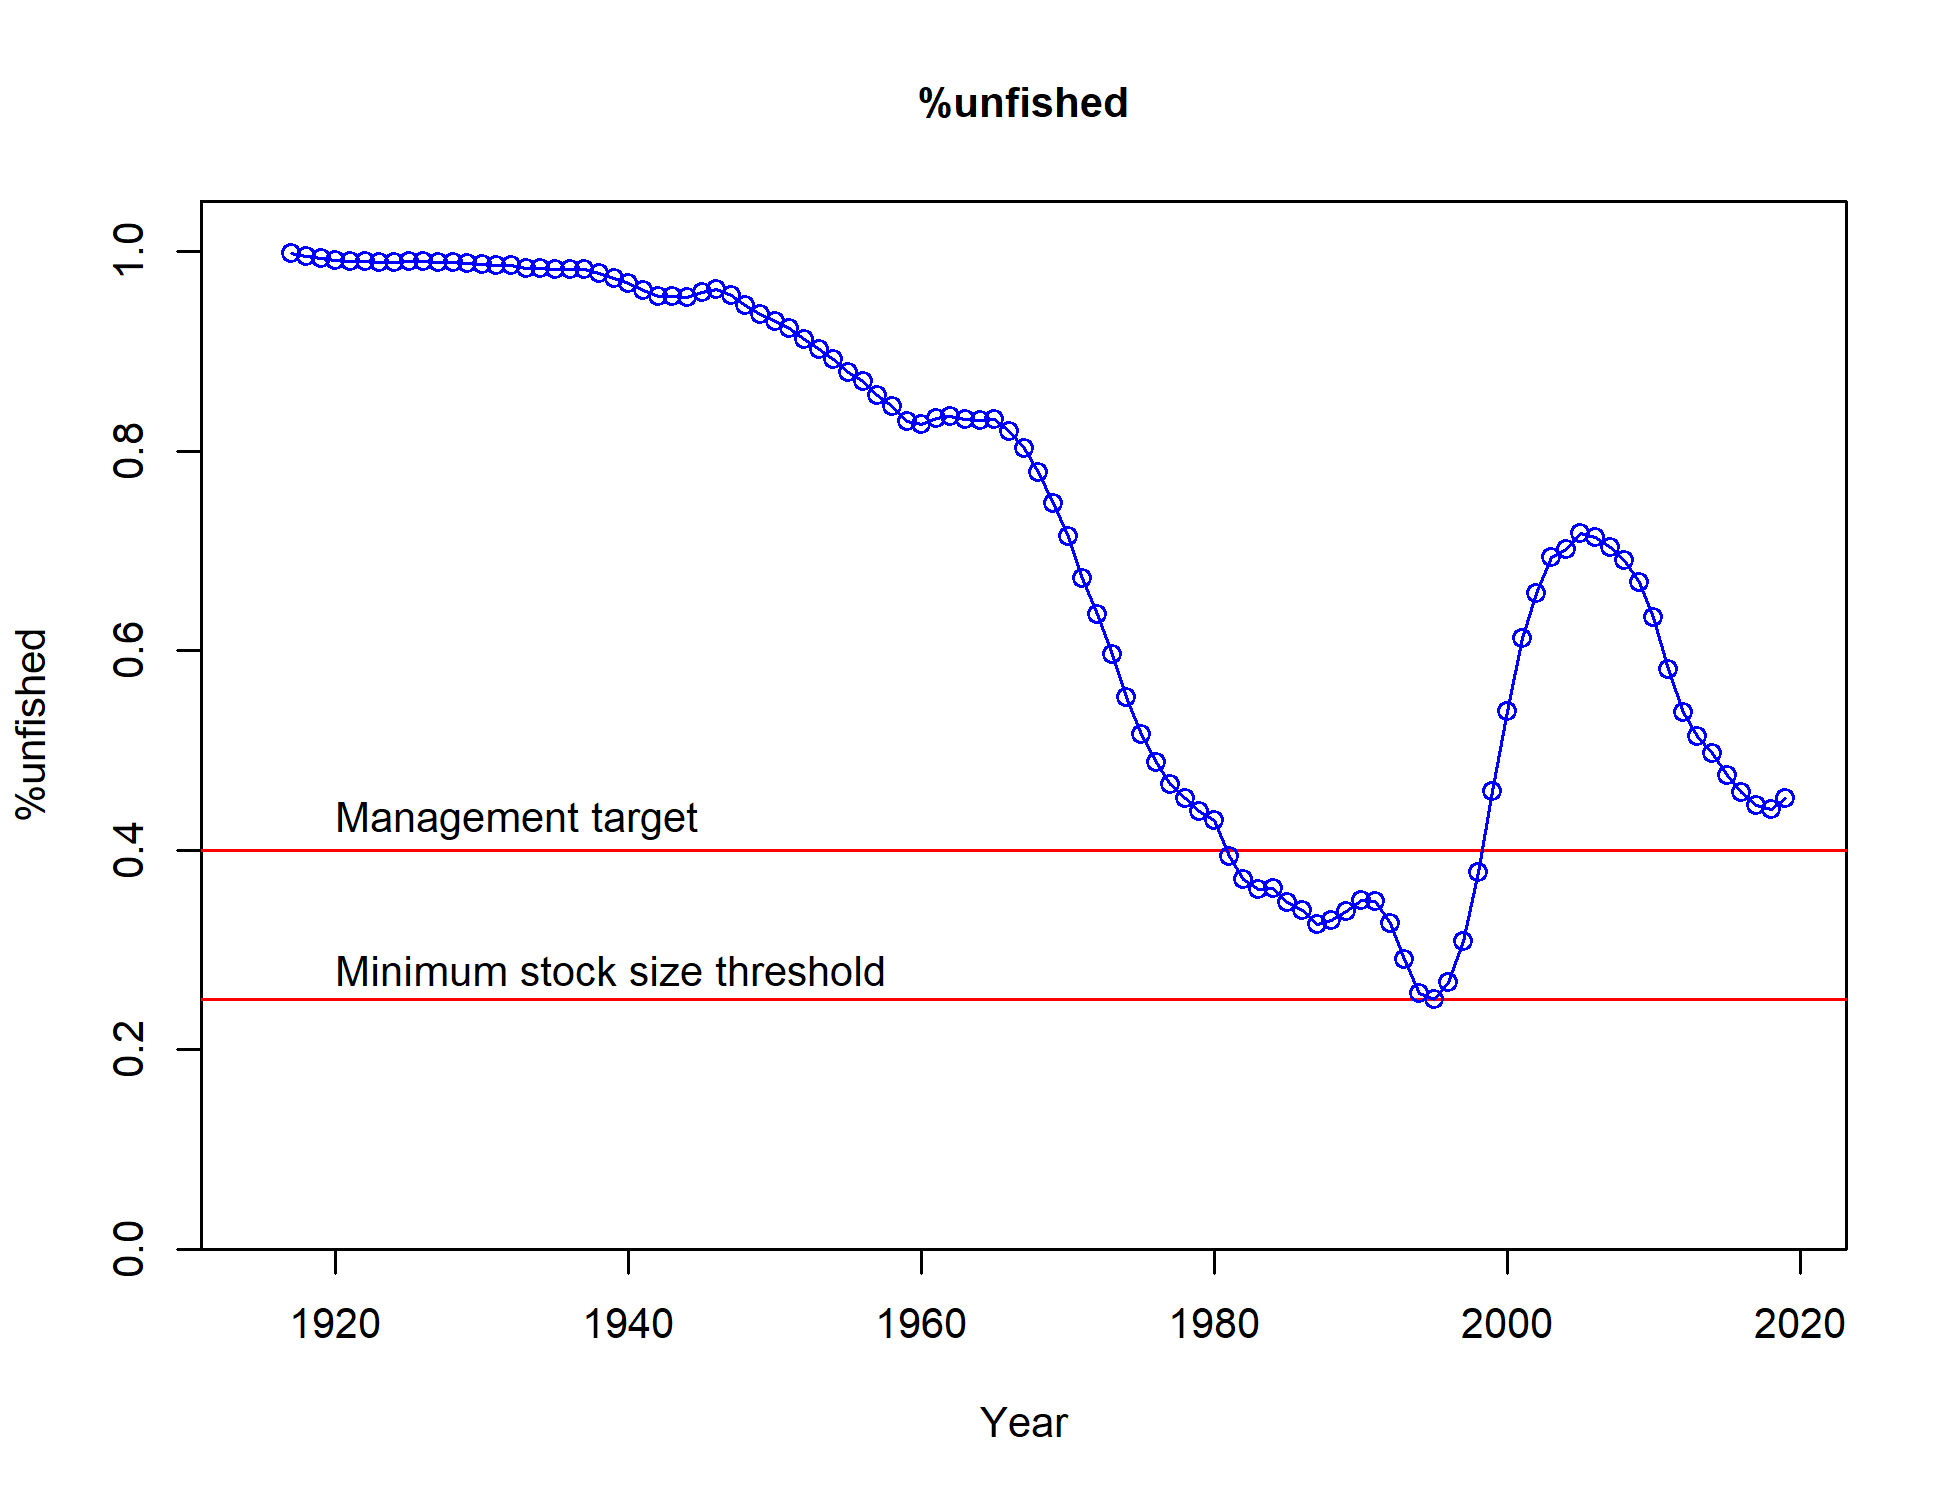 %unfished
1.0
0.8
0.6
0.4
0.2
0.0
%unfished
Management target
Minimum stock size threshold
1920 1940 1960 1980 2000 2020
Year